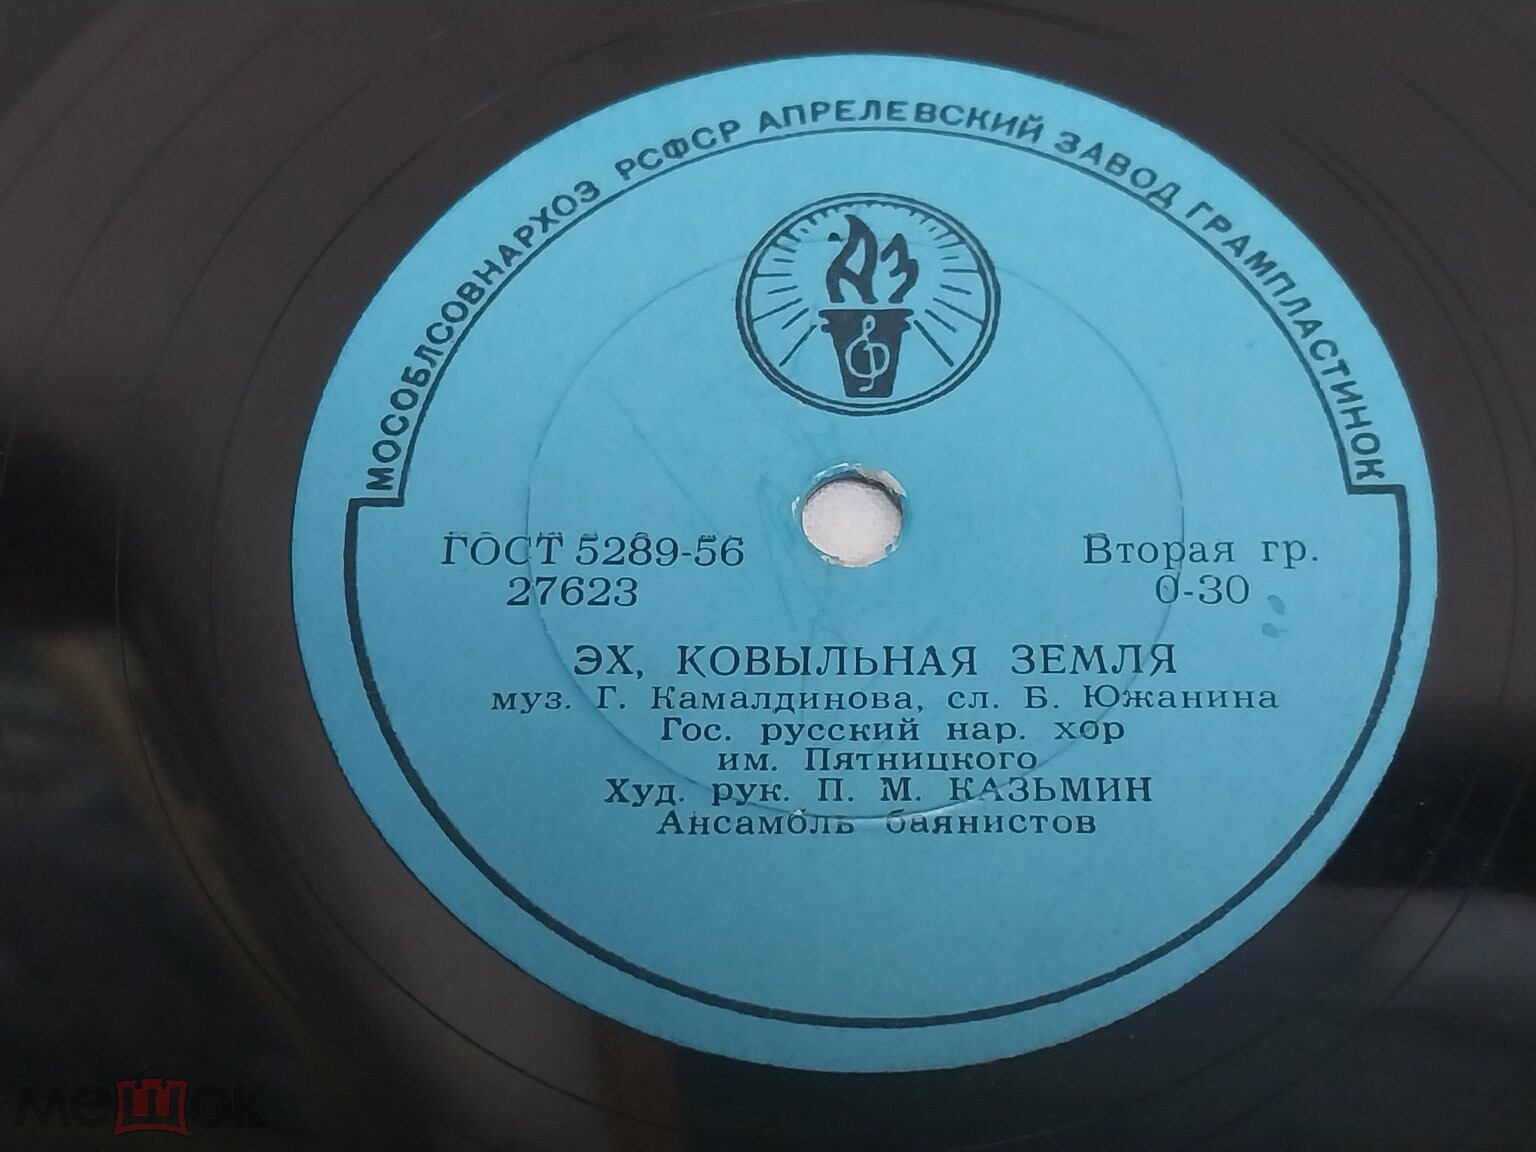 МОСОБЛСОВНАРХОЗ РСФСР АПРЕЛЕВСКИЙ ЗАВОД ГРАМПЛАСТИНОК
АЗ
ГОСТ 5289-56
27623
Вторая гр.
0-30
ЭХ, КОВЫЛЬНАЯ ЗЕМЛЯ
муз. Г. Камалдинова, сл. Б. Южанина
Гос. русский нар. хор
им. Пятницкого
Худ. рук. П. М. КАЗЬМИН
Ансамбль баянистов
мешок